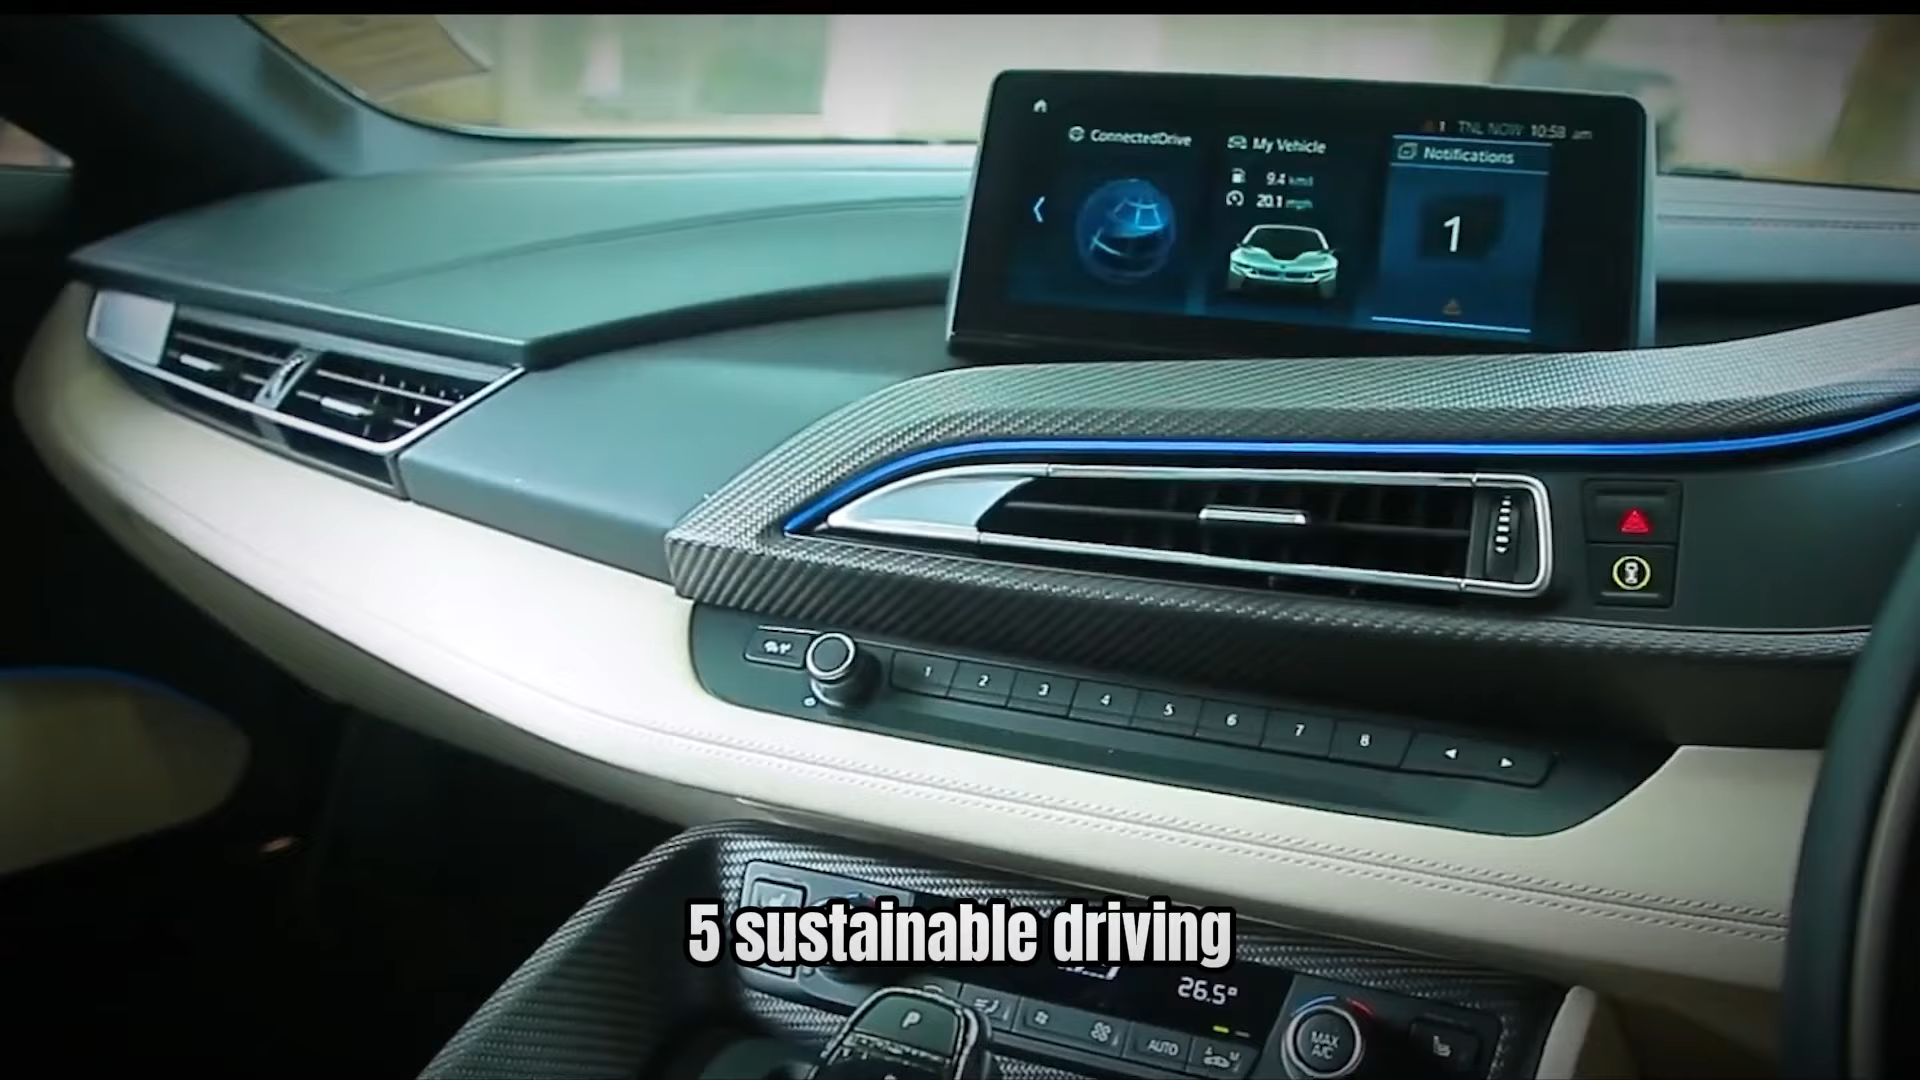 1 TNL NOW 10:58 am
ConnectedDrive
My Vehicle
Notifications
9.4 km/l
20.1 mph
1
1 2 3 4 5 6 7 8
5 sustainable driving
26.5°
P
AUTO
MAX
A/C